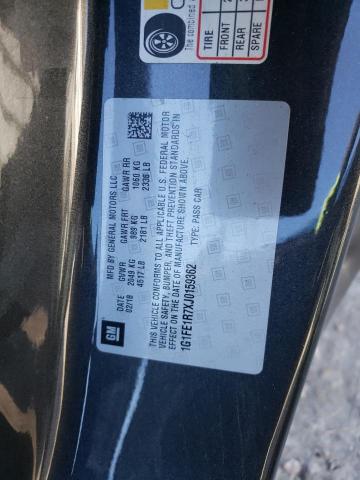 The combined
TIRE
FRONT
REAR
SPARE
MFD BY GENERAL MOTORS LLC
DATE GVWR GAWR FRT GAWR RR
02/18 2049 KG 989 KG 1060 KG
4517 LB 2181 LB 2336 LB
GM
THIS VEHICLE CONFORMS TO ALL APPLICABLE U.S. FEDERAL MOTOR
VEHICLE SAFETY, BUMPER, AND THEFT PREVENTION STANDARDS IN
EFFECT ON THE DATE OF MANUFACTURE SHOWN ABOVE.
1G1FE1R7XJ0159362 TYPE: PASS CAR